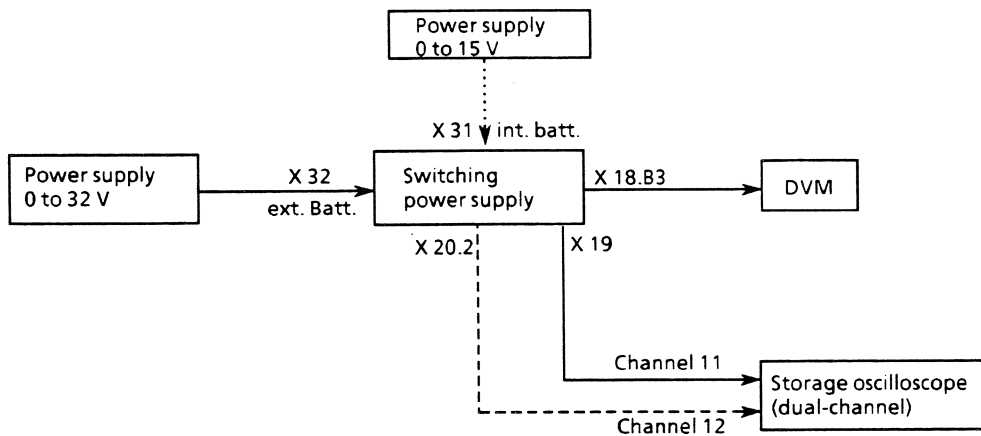 Power supply
0 to 15 V
X 31
int. batt.
Power supply
0 to 32 V
X 32
ext. Batt.
Switching
power supply
X 18.B3
DVM
X 20.2
X 19
Channel 11
Storage oscilloscope
(dual-channel)
Channel 12